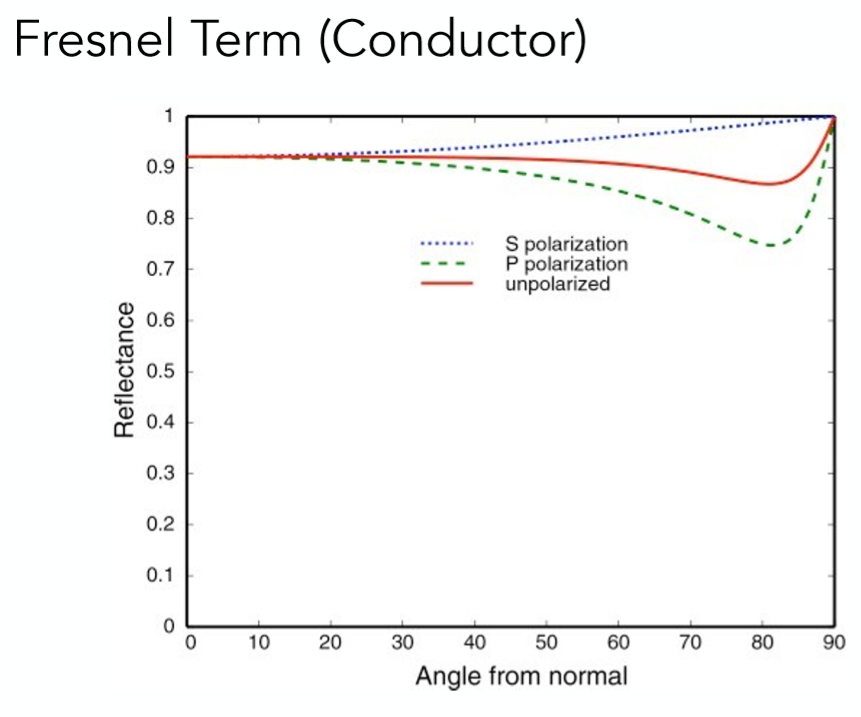 Fresnel Term (Conductor)
1
0.9
0.8
0.7
0.6
0.5
0.4
0.3
0.2
0.1
0
Reflectance
S polarization
P polarization
unpolarized
0 10 20 30 40 50 60 70 80 90
Angle from normal